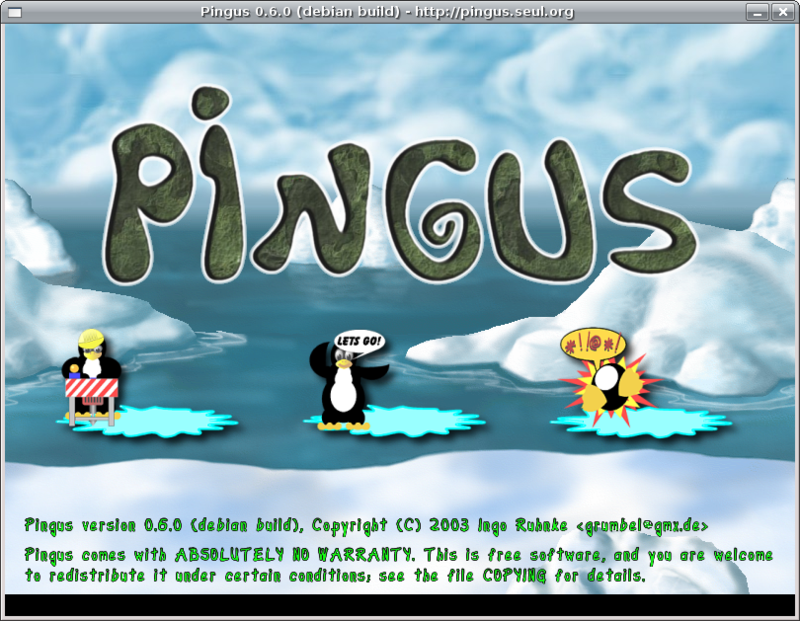 Pingus 0.6.0 (debian build) - http://pingus.seul.org
PiNGUS
LETS GO!
*!!@*!
Pingus version 0.6.0 (debian build), Copyright (C) 2003 Ingo Ruhnke <grumbel@gmx.de>
Pingus comes with ABSOLUTELY NO WARRANTY. This is free software, and you are welcome
to redistribute it under certain conditions; see the file COPYING for details.